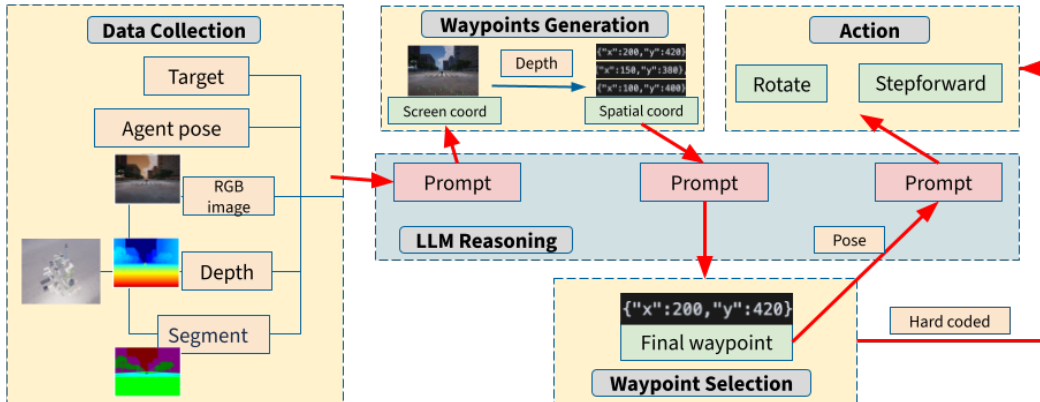 Data Collection
Target
Agent pose
RGB
image
Depth
Segment
Waypoints Generation
Depth
{"x":200,"y":420}
{"x":150,"y":380},
{"x":100,"y":400}
Screen coord
Spatial coord
Action
Rotate
Stepforward
Prompt
Prompt
Prompt
LLM Reasoning
Pose
{"x":200,"y":420}
Final waypoint
Waypoint Selection
Hard coded